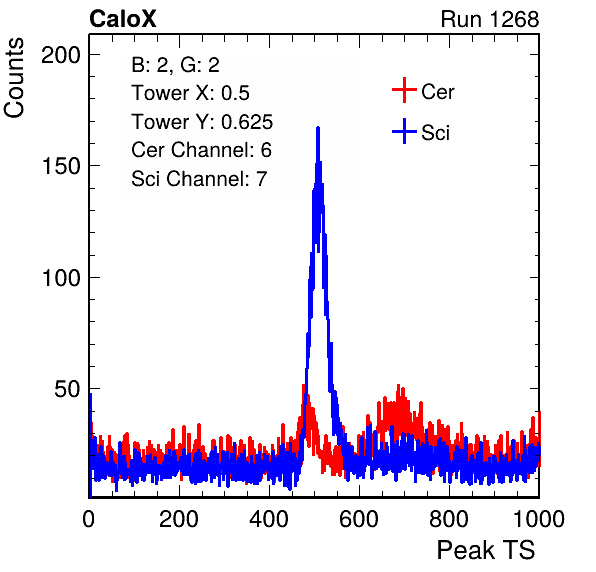 CaloX Run 1268
Counts
200
150
100
50
B: 2, G: 2
Tower X: 0.5
Tower Y: 0.625
Cer Channel: 6
Sci Channel: 7
Cer
Sci
0 200 400 600 800 1000
Peak TS